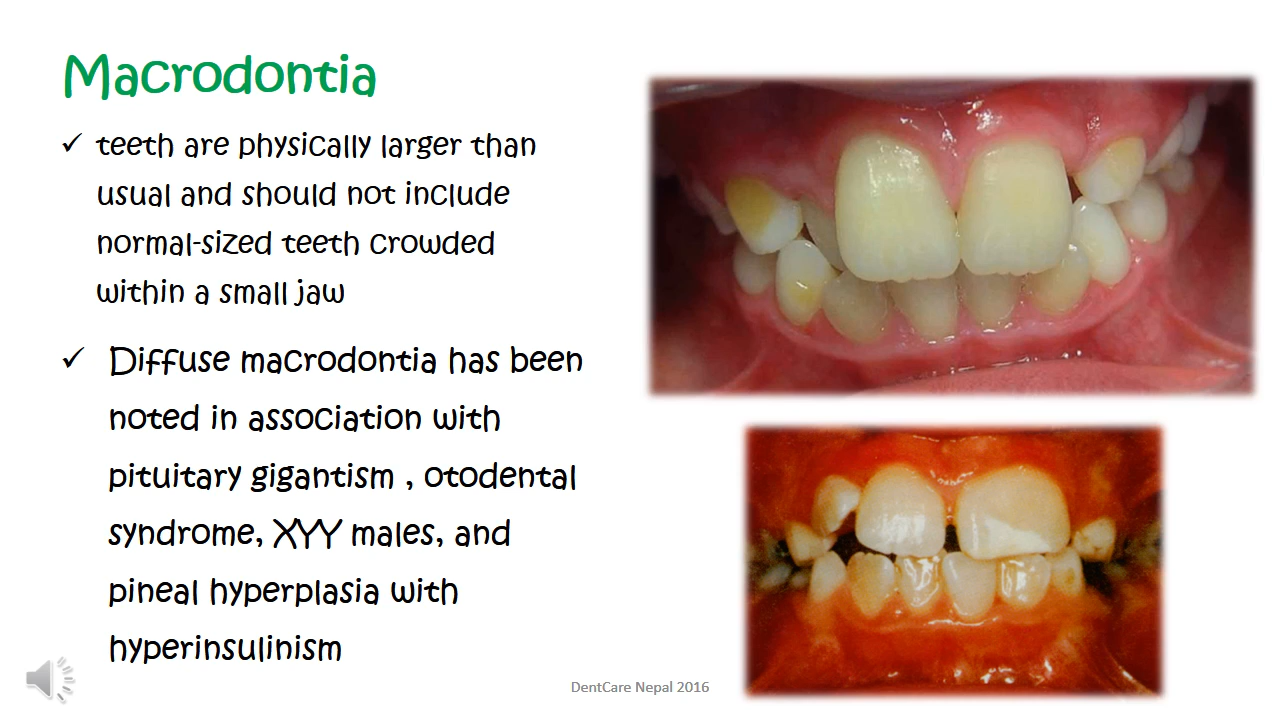 Macrodontia
✓ teeth are physically larger than
usual and should not include
normal-sized teeth crowded
within a small jaw
✓ Diffuse macrodontia has been
noted in association with
pituitary gigantism , otodental
syndrome, XYY males, and
pineal hyperplasia with
hyperinsulinism
DentCare Nepal 2016